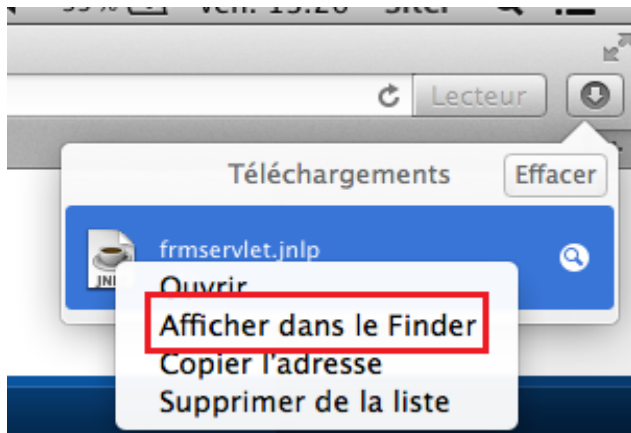 Lecteur
Téléchargements Effacer
frmservlet.jnlp
Ouvrir
Afficher dans le Finder
Copier l'adresse
Supprimer de la liste